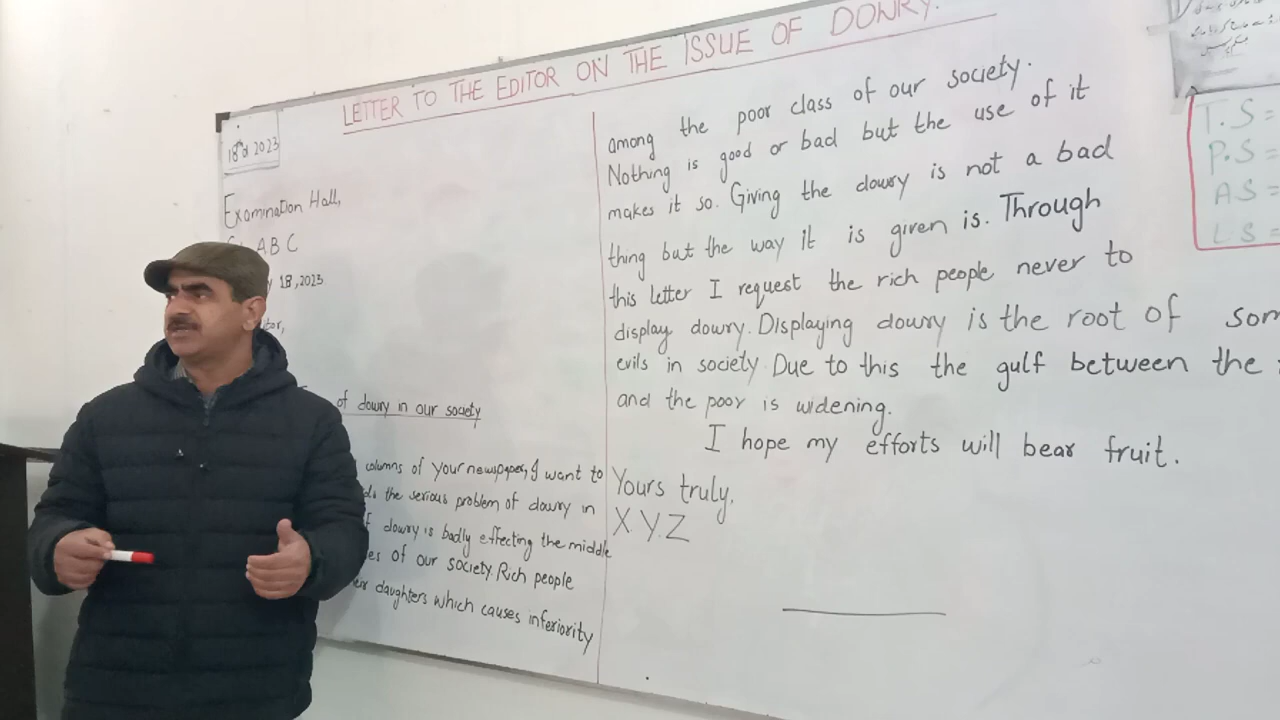 LETTER TO THE EDITOR ON THE ISSUE OF DOWRY.
18th 2023
Examination Hall,
A B C
18, 2023
of dowry in our society
columns of your newspaper, I want to
the serious problem of dowry in
dowry is badly effecting the middle
of our society. Rich people
daughters which causes inferiority
among the poor class of our society.
Nothing is good or bad but the use of it
makes it so. Giving the dowry is not a bad
thing but the way it is given is. Through
this letter I request the rich people never to
display dowry. Displaying dowry is the root of
evils in society Due to this the gulf between the
and the poor is widening.
I hope my efforts will bear fruit.
Yours truly,
X.Y.Z
T.S =
P.S =
A S =
L S =